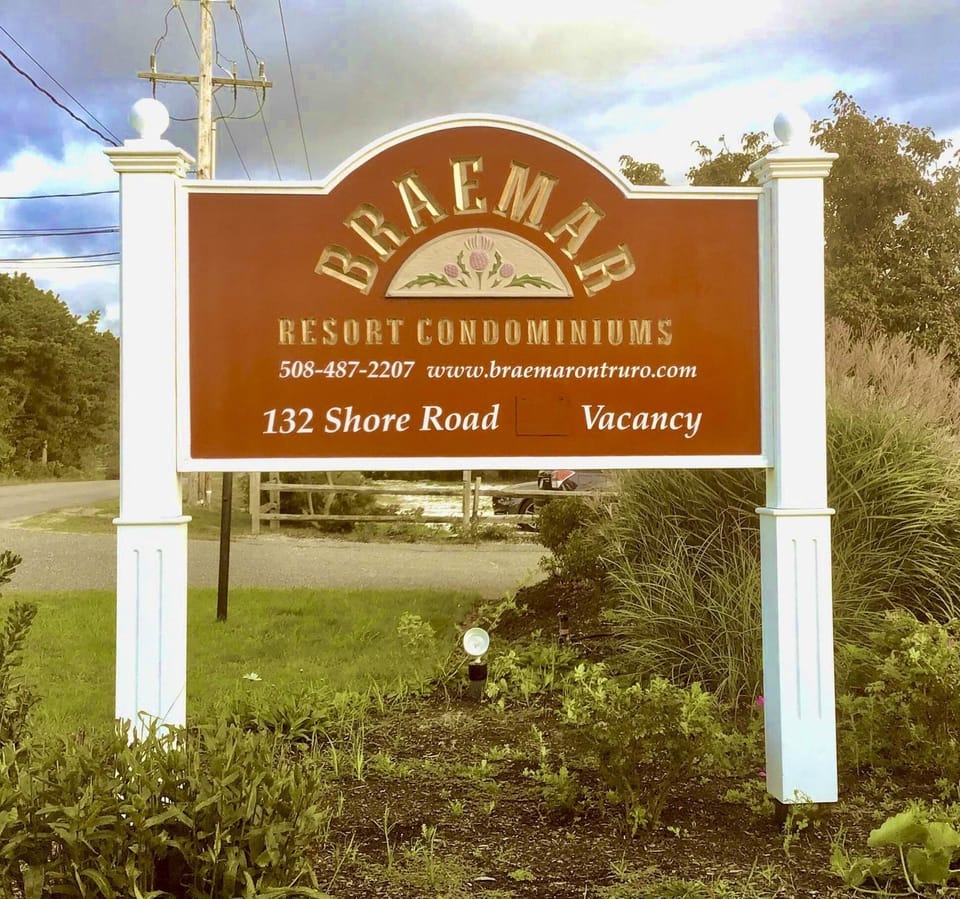 BRAEMAR
RESORT CONDOMINIUMS
508-487-2207 www.braemarontruro.com
132 Shore Road Vacancy